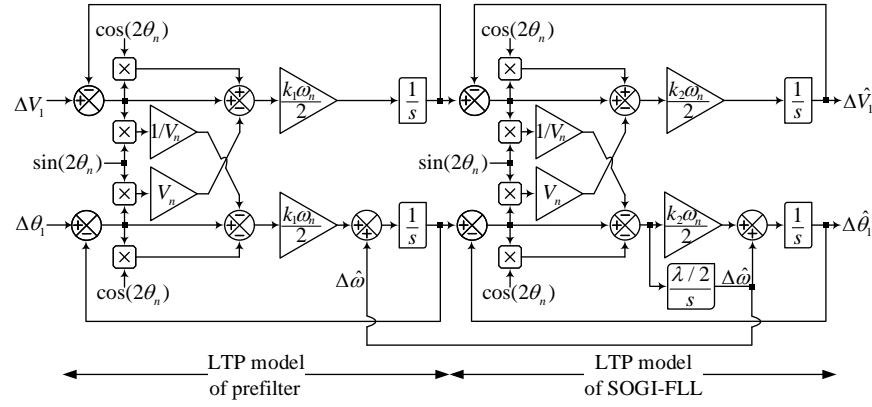 cos(2θₙ) cos(2θₙ)
× ×
ΔV₁ k₁ωₙ/2 1/s k₂ωₙ/2 1/s ΔV̂₁
× 1/Vₙ × 1/Vₙ
sin(2θₙ) sin(2θₙ)
× Vₙ × Vₙ
Δθ₁ k₁ωₙ/2 1/s k₂ωₙ/2 1/s Δθ̂₁
× ×
cos(2θₙ) Δω̂ cos(2θₙ) λ/2/s Δω̂
LTP model LTP model
of prefilter of SOGI-FLL